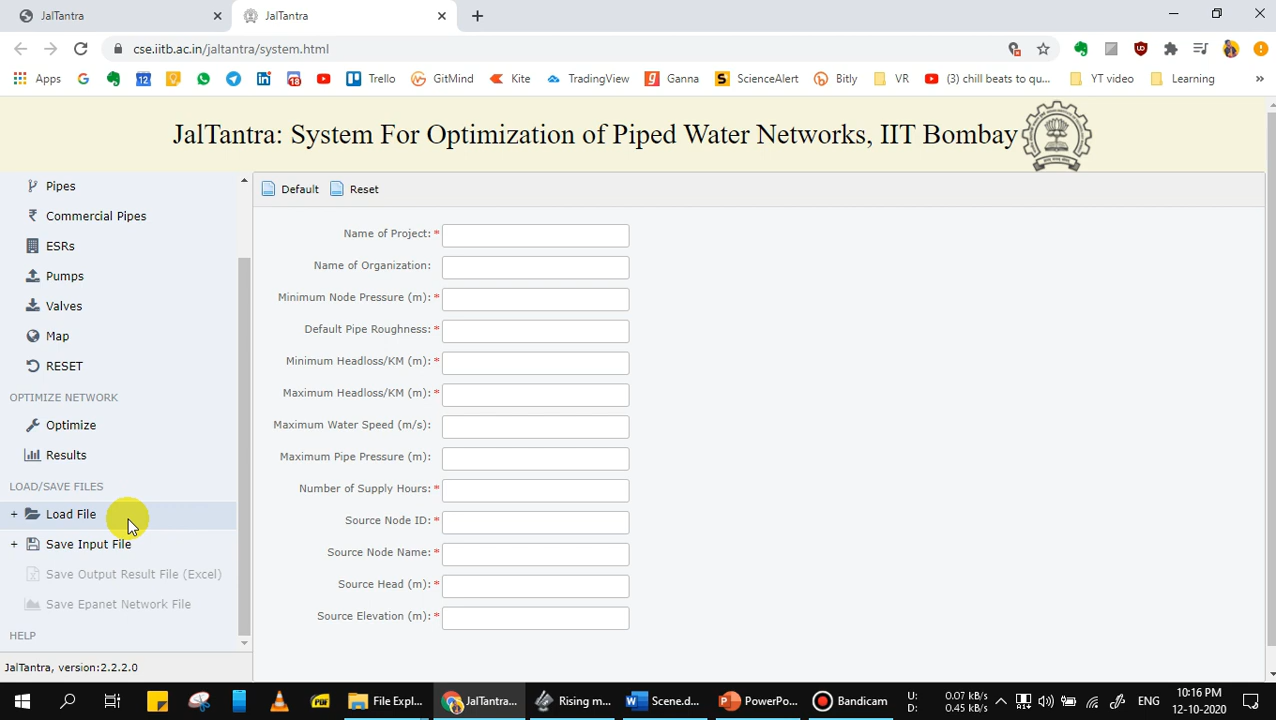 JalTantra
JalTantra
cse.iitb.ac.in/jaltantra/system.html
Apps
Trello
GitMind
Kite
TradingView
Ganna
ScienceAlert
Bitly
VR
(3) chill beats to qu...
YT video
Learning
»
JalTantra: System For Optimization of Piped Water Networks, IIT Bombay
Pipes
Commercial Pipes
ESRs
Pumps
Valves
Map
RESET
OPTIMIZE NETWORK
Optimize
Results
LOAD/SAVE FILES
+ Load File
+ Save Input File
Save Output Result File (Excel)
Save Epanet Network File
HELP
JalTantra, version:2.2.2.0
Default Reset
Name of Project:*
Name of Organization:
Minimum Node Pressure (m):*
Default Pipe Roughness:*
Minimum Headloss/KM (m):*
Maximum Headloss/KM (m):*
Maximum Water Speed (m/s):
Maximum Pipe Pressure (m):
Number of Supply Hours:*
Source Node ID:*
Source Node Name:*
Source Head (m):*
Source Elevation (m):*
File Expl...
JalTantra...
Rising m...
Scene.d...
PowerPo...
Bandicam
U: 0.07 kB/s
D: 0.45 kB/s
ENG
10:16 PM
12-10-2020